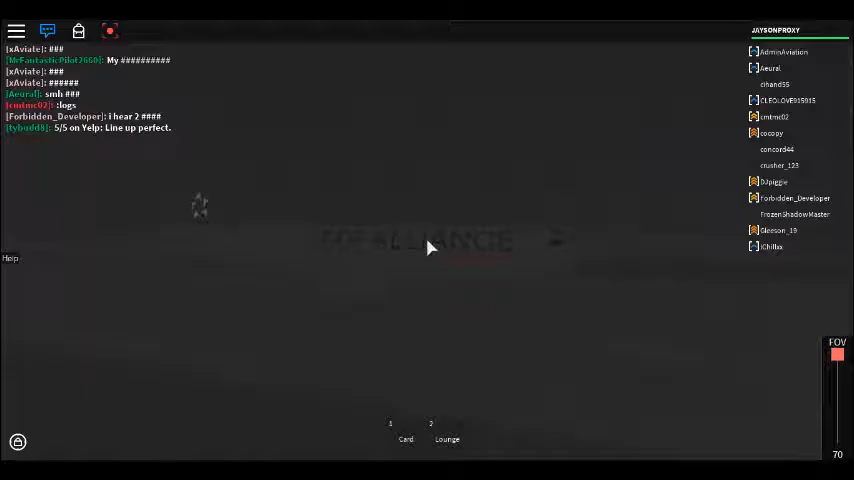 [xAviate]: ###
[MrFantasticPilot2660]: My ##########
[xAviate]: ###
[xAviate]: ######
[Aeural]: smh ###
[cmtmc02]: :logs
[Forbidden_Developer]: i hear 2 ####
[tybudd8]: 5/5 on Yelp: Line up perfect.
Help
ALLIANCE
JAYSONPROXY
AdminAviation
Aeural
cihand55
CLEOLOVE915915
cmtmc02
cocopy
concord44
crusher_123
DJpiggie
Forbidden_Developer
FrozenShadowMaster
Gleeson_19
iChillxx
FOV
70
1 2
Card Lounge